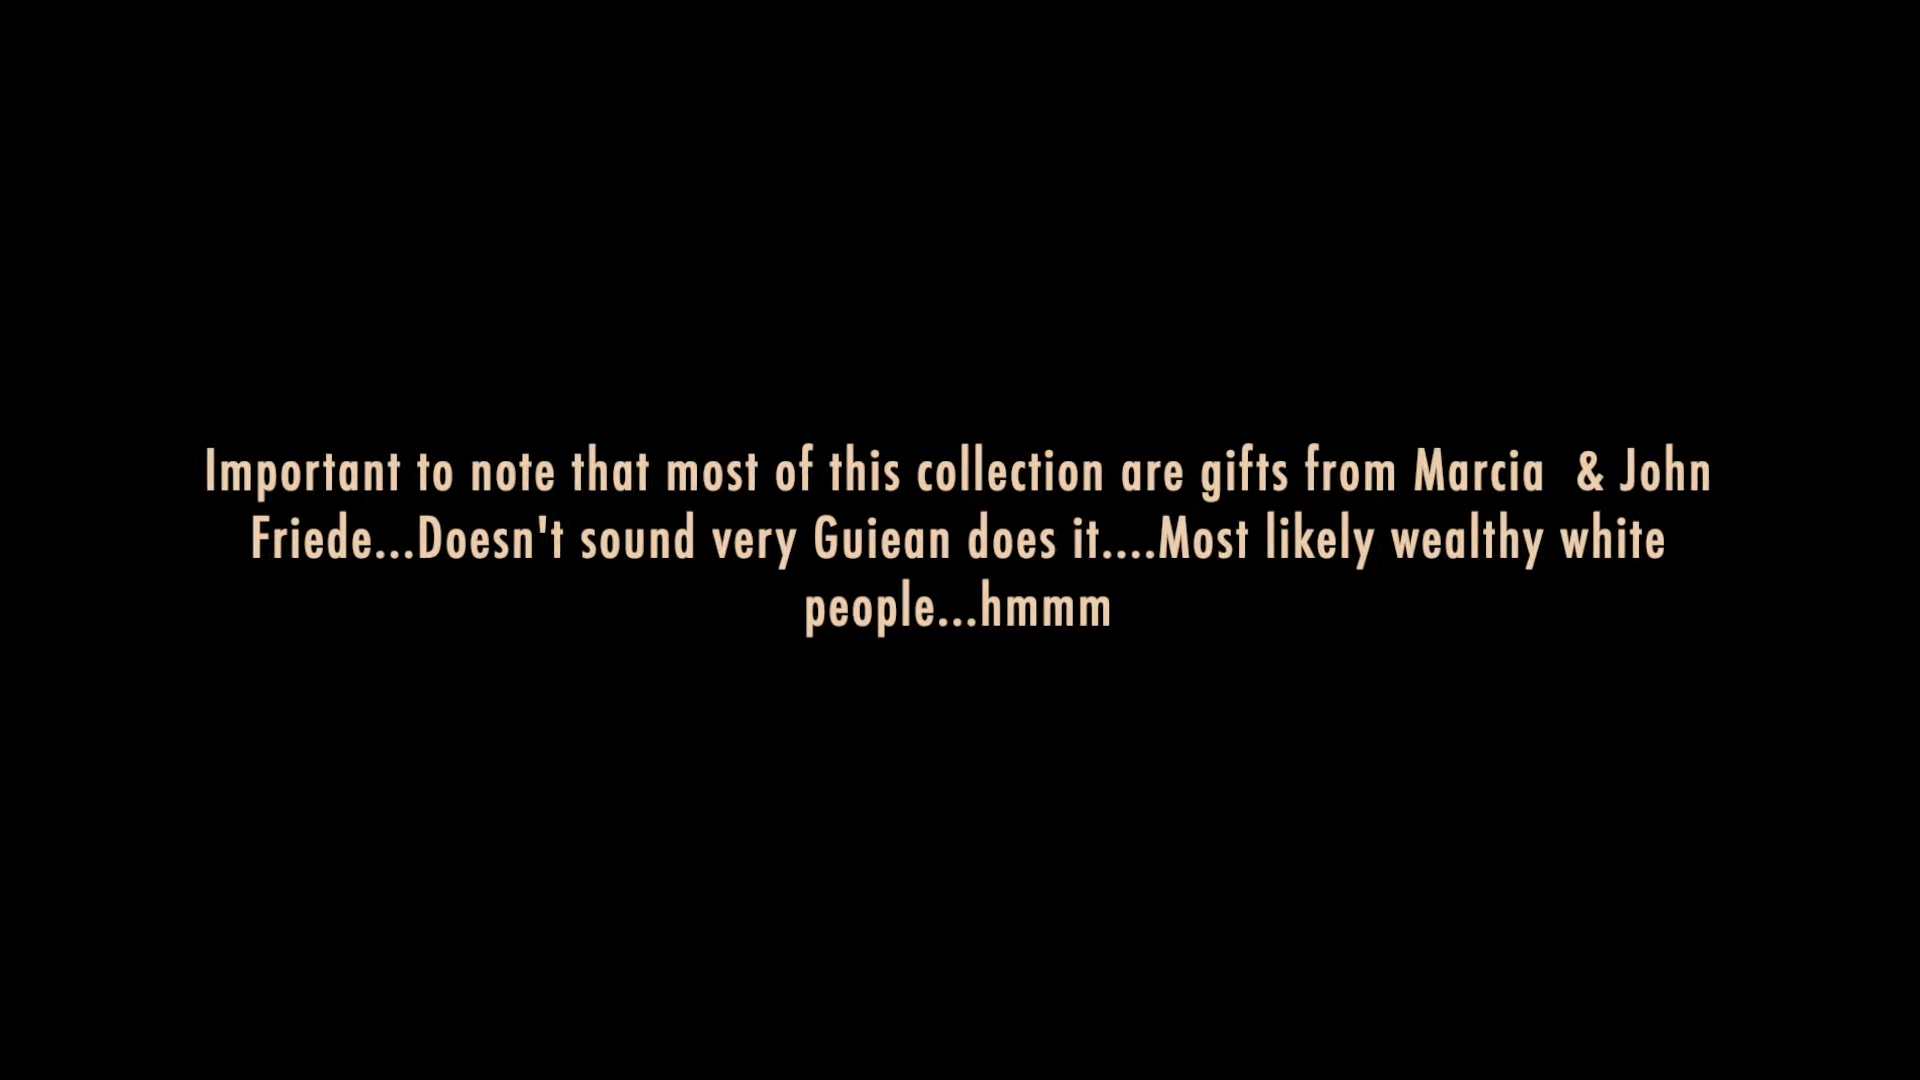 Important to note that most of this collection are gifts from Marcia  & John
Friede...Doesn't sound very Guiean does it....Most likely wealthy white
people...hmmm